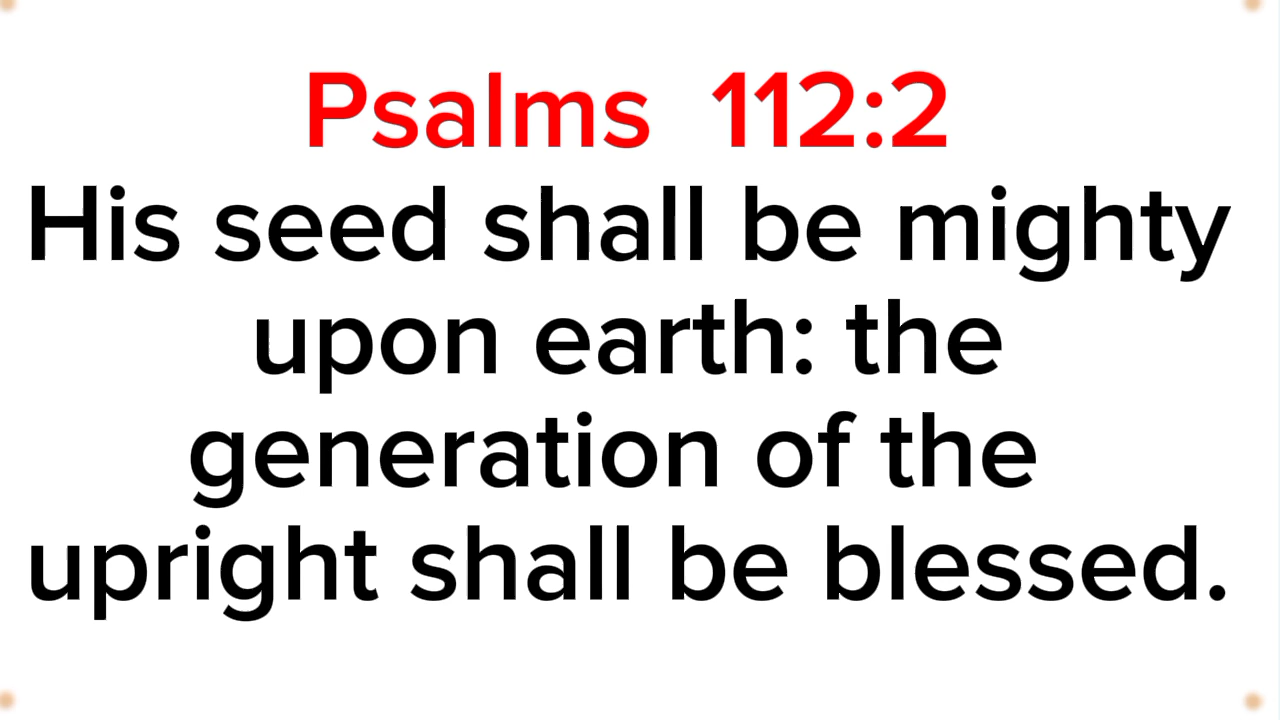 Psalms 112:2
His seed shall be mighty
upon earth: the
generation of the
upright shall be blessed.